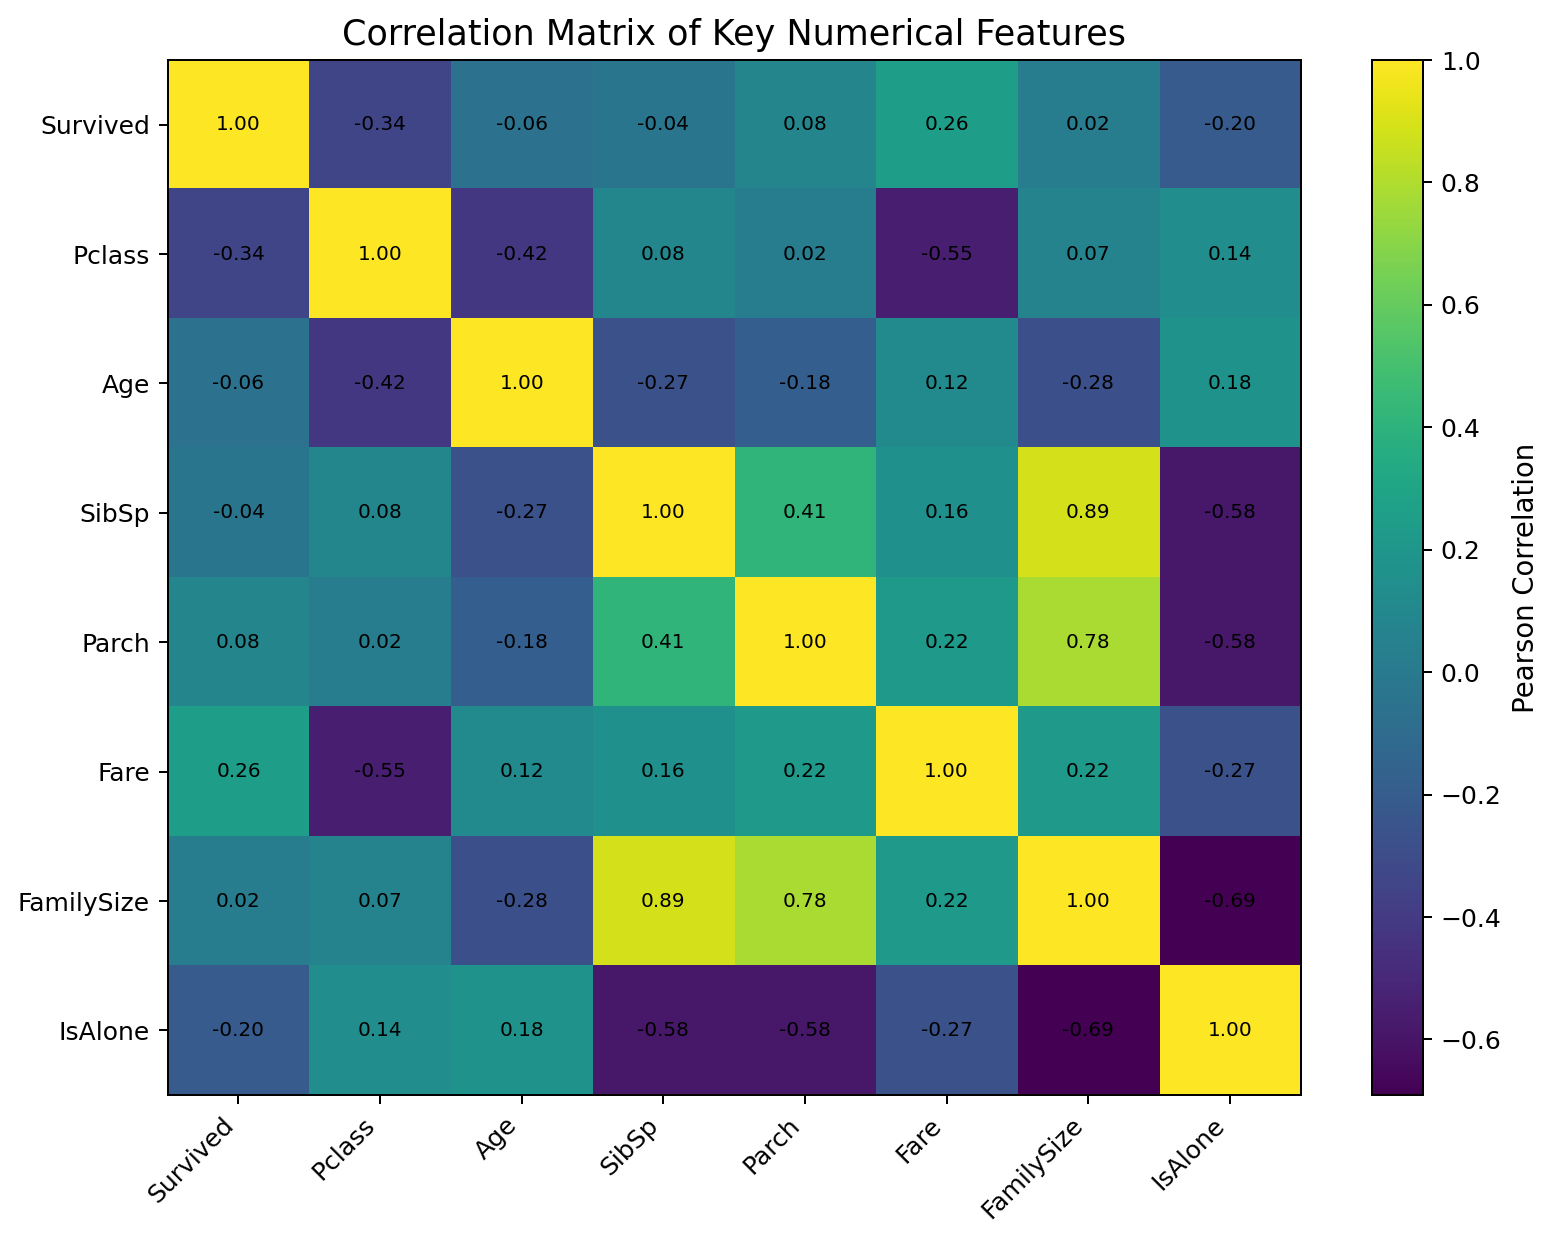 Correlation Matrix of Key Numerical Features
Survived 1.00 -0.34 -0.06 -0.04 0.08 0.26 0.02 -0.20
Pclass -0.34 1.00 -0.42 0.08 0.02 -0.55 0.07 0.14
Age -0.06 -0.42 1.00 -0.27 -0.18 0.12 -0.28 0.18
SibSp -0.04 0.08 -0.27 1.00 0.41 0.16 0.89 -0.58
Parch 0.08 0.02 -0.18 0.41 1.00 0.22 0.78 -0.58
Fare 0.26 -0.55 0.12 0.16 0.22 1.00 0.22 -0.27
FamilySize 0.02 0.07 -0.28 0.89 0.78 0.22 1.00 -0.69
IsAlone -0.20 0.14 0.18 -0.58 -0.58 -0.27 -0.69 1.00
Survived Pclass Age SibSp Parch Fare FamilySize IsAlone
1.0
0.8
0.6
0.4
0.2
0.0
−0.2
−0.4
−0.6
Pearson Correlation